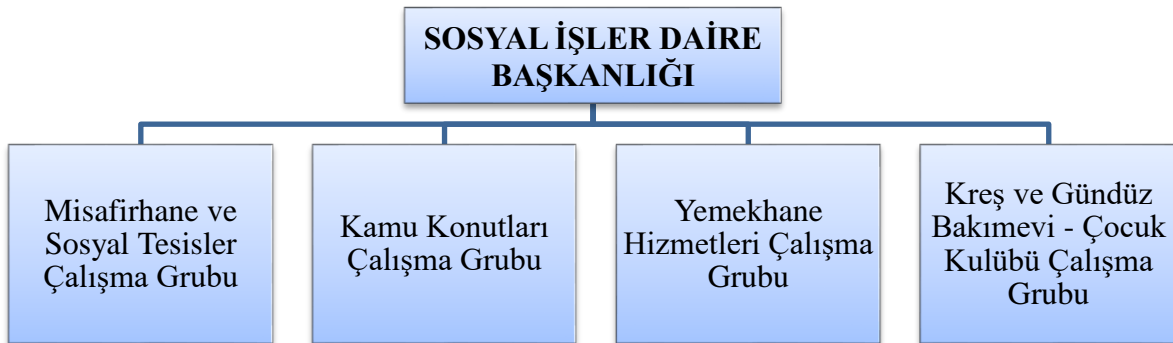 SOSYAL İŞLER DAİRE
BAŞKANLIĞI
Misafirhane ve
Sosyal Tesisler
Çalışma Grubu
Kamu Konutları
Çalışma Grubu
Yemekhane
Hizmetleri Çalışma
Grubu
Kreş ve Gündüz
Bakımevi - Çocuk
Kulübü Çalışma
Grubu